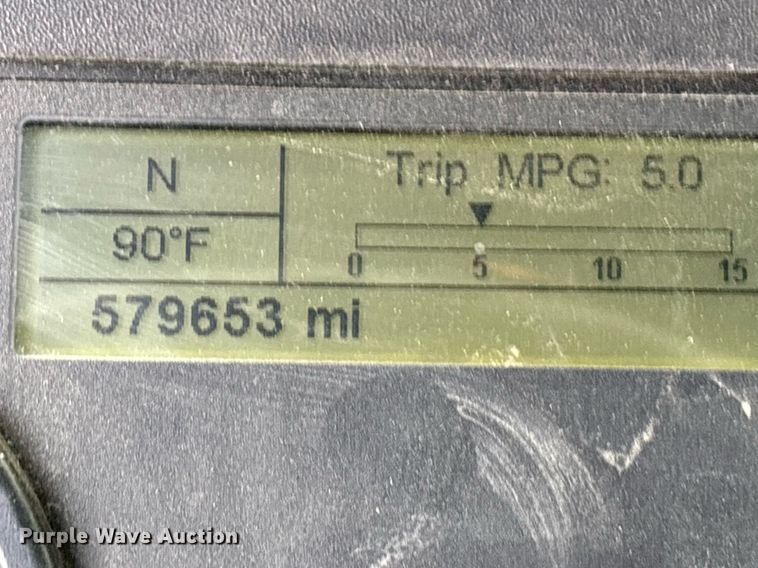 N
Trip MPG: 5.0
90°F
0 5 10 15
579653 mi
Purple Wave Auction